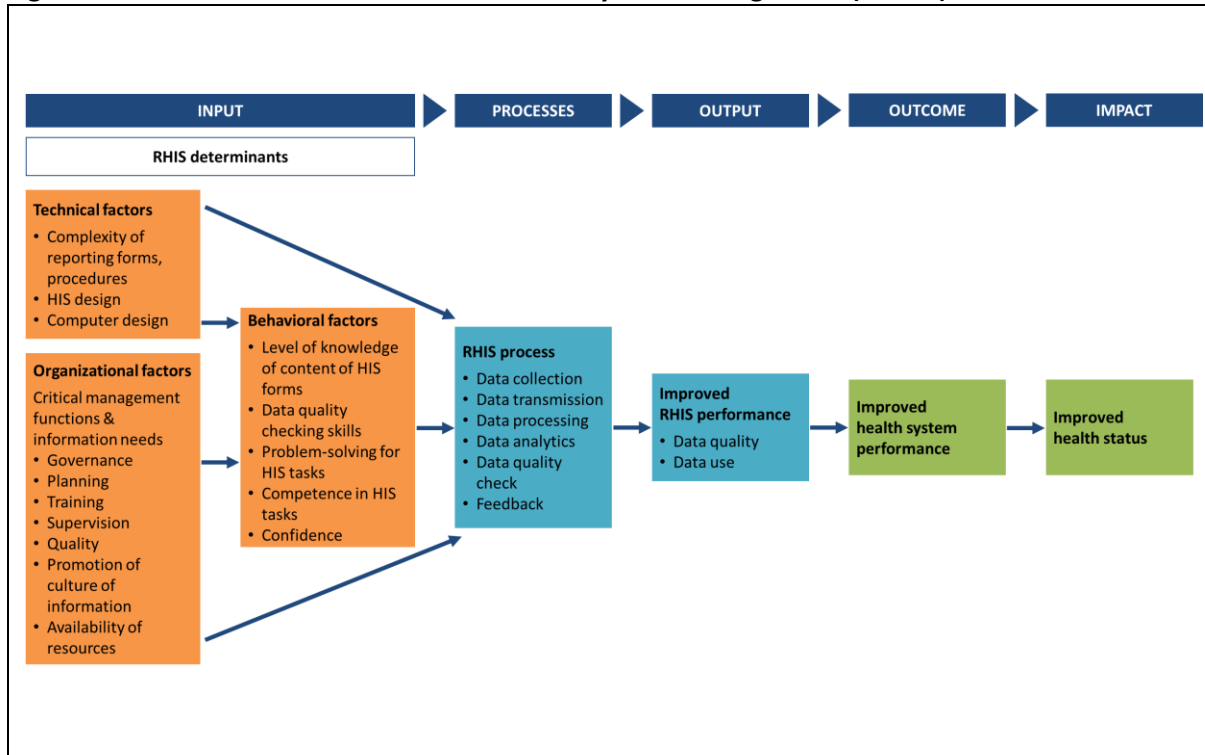 INPUT
PROCESSES
OUTPUT
OUTCOME
IMPACT
RHIS determinants
Technical factors
• Complexity of
reporting forms,
procedures
• HIS design
• Computer design
Organizational factors
Critical management
functions &
information needs
• Governance
• Planning
• Training
• Supervision
• Quality
• Promotion of
culture of
information
• Availability of
resources
Behavioral factors
• Level of knowledge
of content of HIS
forms
• Data quality
checking skills
• Problem-solving for
HIS tasks
• Competence in HIS
tasks
• Confidence
RHIS process
• Data collection
• Data transmission
• Data processing
• Data analytics
• Data quality
check
• Feedback
Improved
RHIS performance
• Data quality
• Data use
Improved
health system
performance
Improved
health status